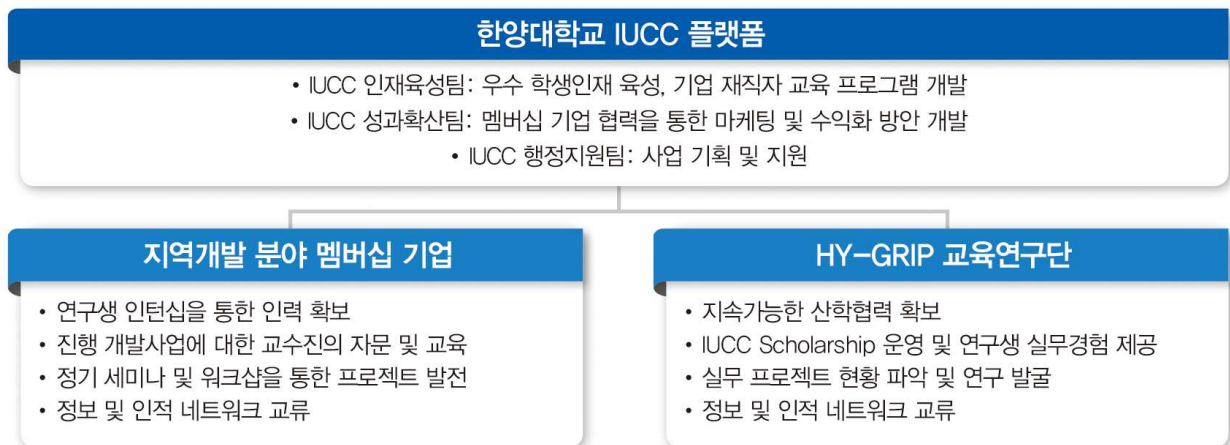 한양대학교 IUCC 플랫폼
• IUCC 인재육성팀: 우수 학생인재 육성, 기업 재직자 교육 프로그램 개발
• IUCC 성과확산팀: 멤버십 기업 협력을 통한 마케팅 및 수익화 방안 개발
• IUCC 행정지원팀: 사업 기획 및 지원
지역개발 분야 멤버십 기업
• 연구생 인턴십을 통한 인력 확보
• 진행 개발사업에 대한 교수진의 자문 및 교육
• 정기 세미나 및 워크샵을 통한 프로젝트 발전
• 정보 및 인적 네트워크 교류
HY-GRIP 교육연구단
• 지속가능한 산학협력 확보
• IUCC Scholarship 운영 및 연구생 실무경험 제공
• 실무 프로젝트 현황 파악 및 연구 발굴
• 정보 및 인적 네트워크 교류